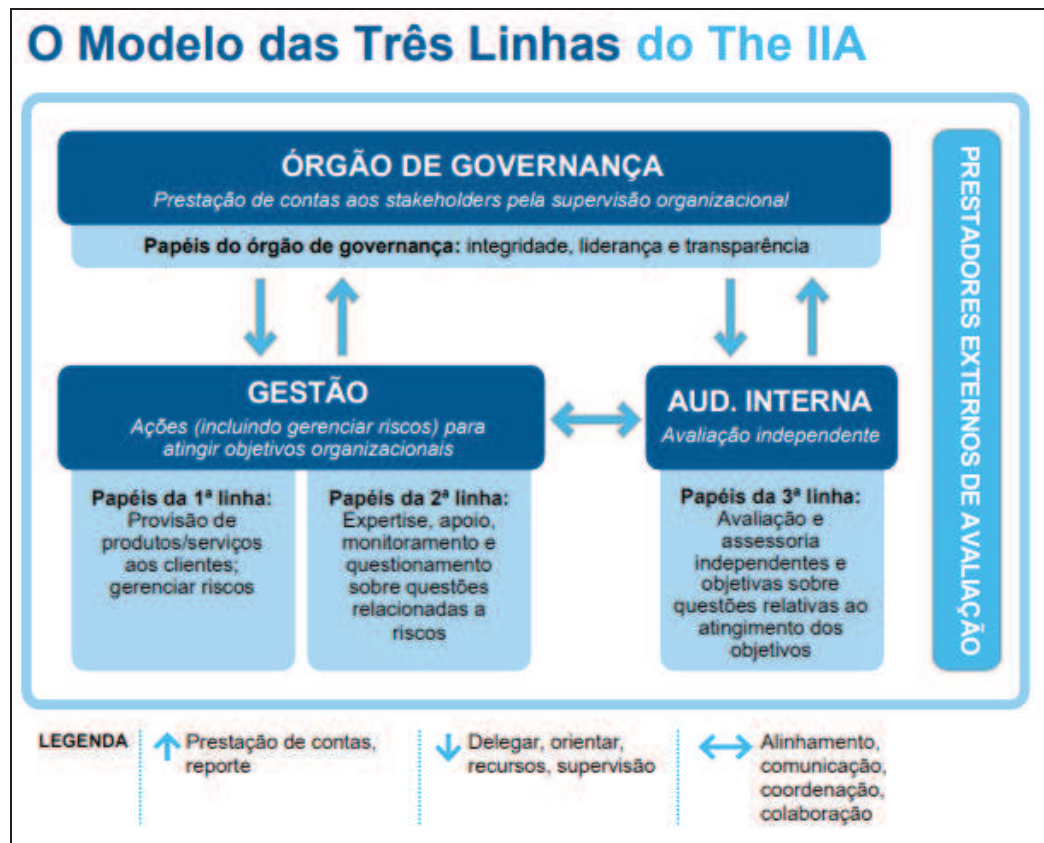 O Modelo das Três Linhas do The IIA
ÓRGÃO DE GOVERNANÇA
Prestação de contas aos stakeholders pela supervisão organizacional
Papéis do órgão de governança: integridade, liderança e transparência
GESTÃO
Ações (incluindo gerenciar riscos) para
atingir objetivos organizacionais
Papéis da 1ª linha:
Provisão de
produtos/serviços
aos clientes;
gerenciar riscos
Papéis da 2ª linha:
Expertise, apoio,
monitoramento e
questionamento
sobre questões
relacionadas a
riscos
AUD. INTERNA
Avaliação independente
Papéis da 3ª linha:
Avaliação e
assessoria
independentes e
objetivas sobre
questões relativas ao
atingimento dos
objetivos
PRESTADORES EXTERNOS DE AVALIAÇÃO
LEGENDA
Prestação de contas,
reporte
Delegar, orientar,
recursos, supervisão
Alinhamento,
comunicação,
coordenação,
colaboração